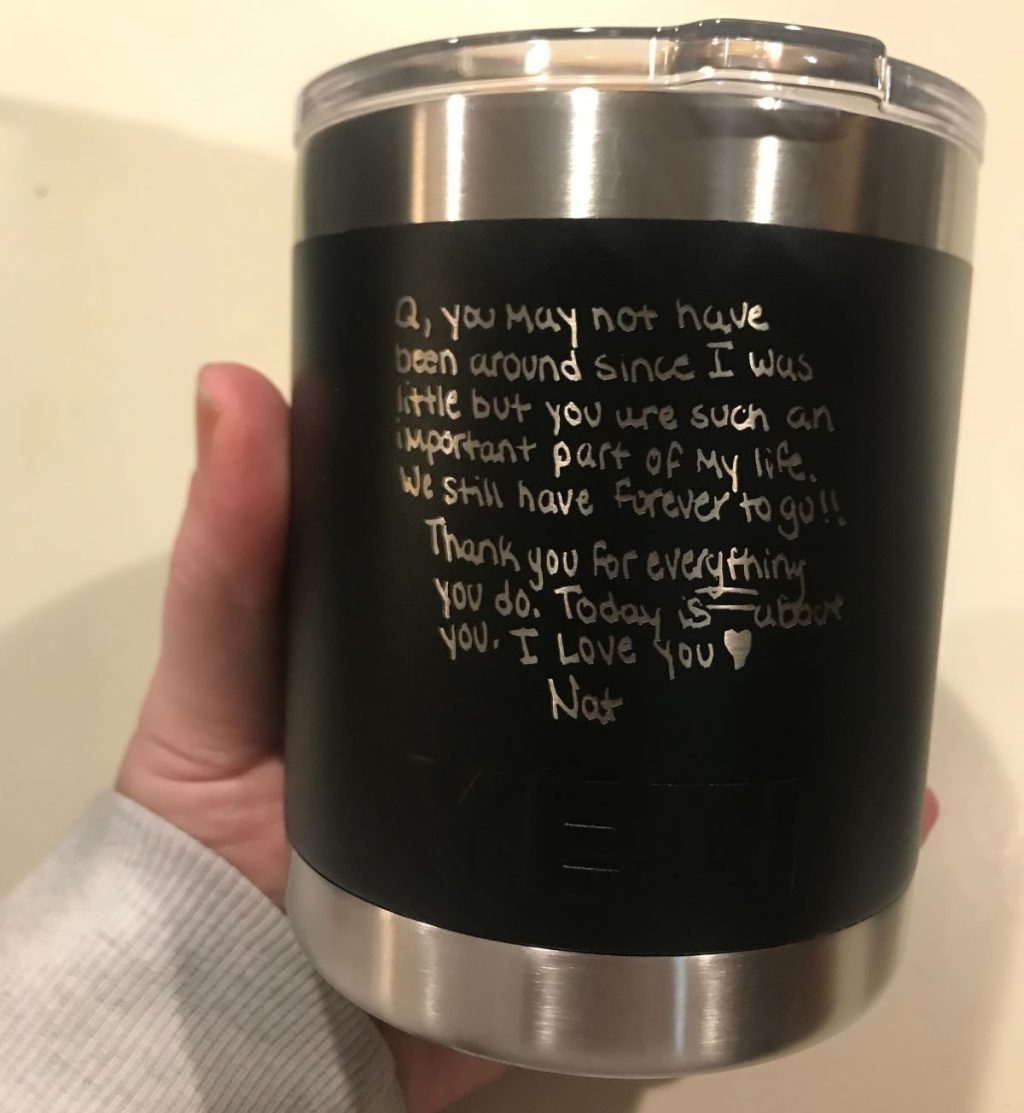 Q, you may not have
been around since I was
little but you are such an
important part of my life.
We still have forever to go!!
Thank you for everything
you do. Today is about
you. I Love you
Nat
YETI